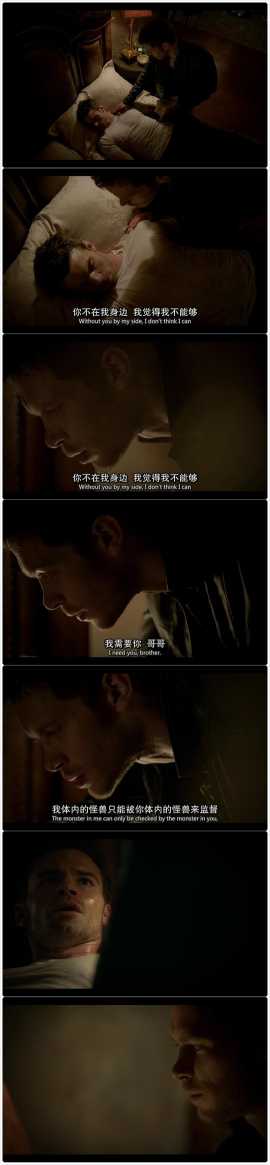 你不在我身边 我觉得我不能够
Without you by my side, I don't think I can
你不在我身边 我觉得我不能够
Without you by my side, I don't think I can
我需要你 哥哥
I need you, brother.
我体内的怪兽只能被你体内的怪兽来监督
The monster in me can only be checked by the monster in you.